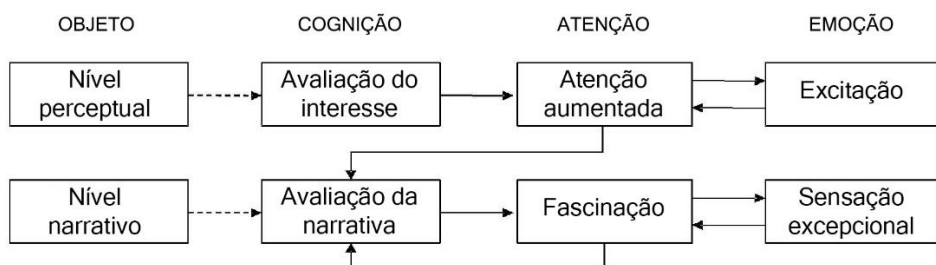 OBJETO
COGNIÇÃO
ATENÇÃO
EMOÇÃO
Nível
perceptual
Avaliação do
interesse
Atenção
aumentada
Excitação
Nível
narrativo
Avaliação da
narrativa
Fascinação
Sensação
excepcional